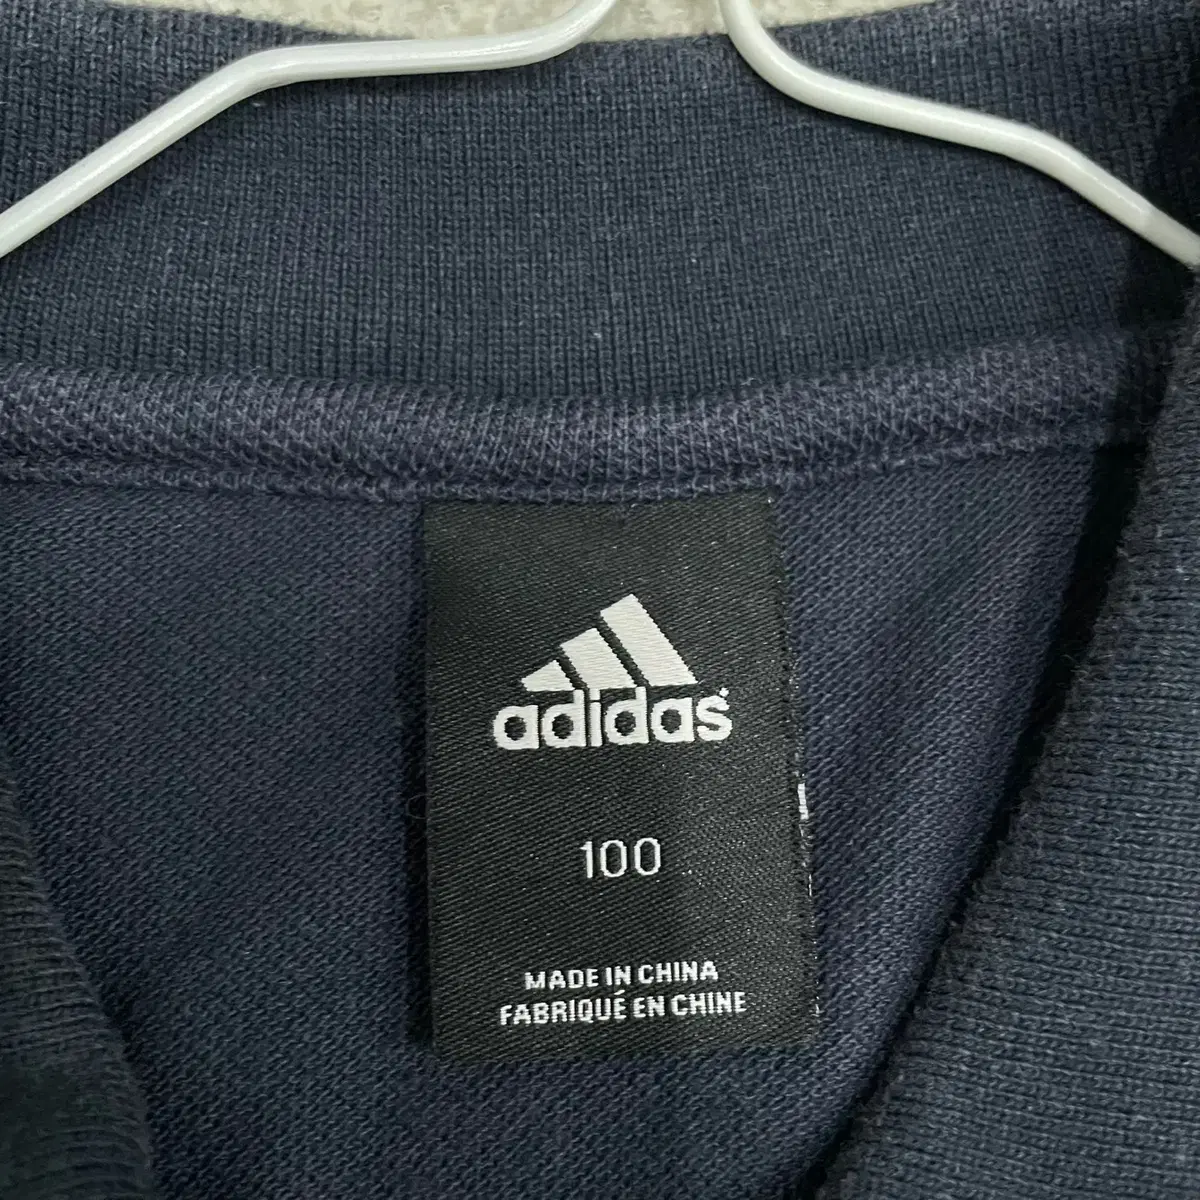 adidas
100
MADE IN CHINA
FABRIQUÉ EN CHINE